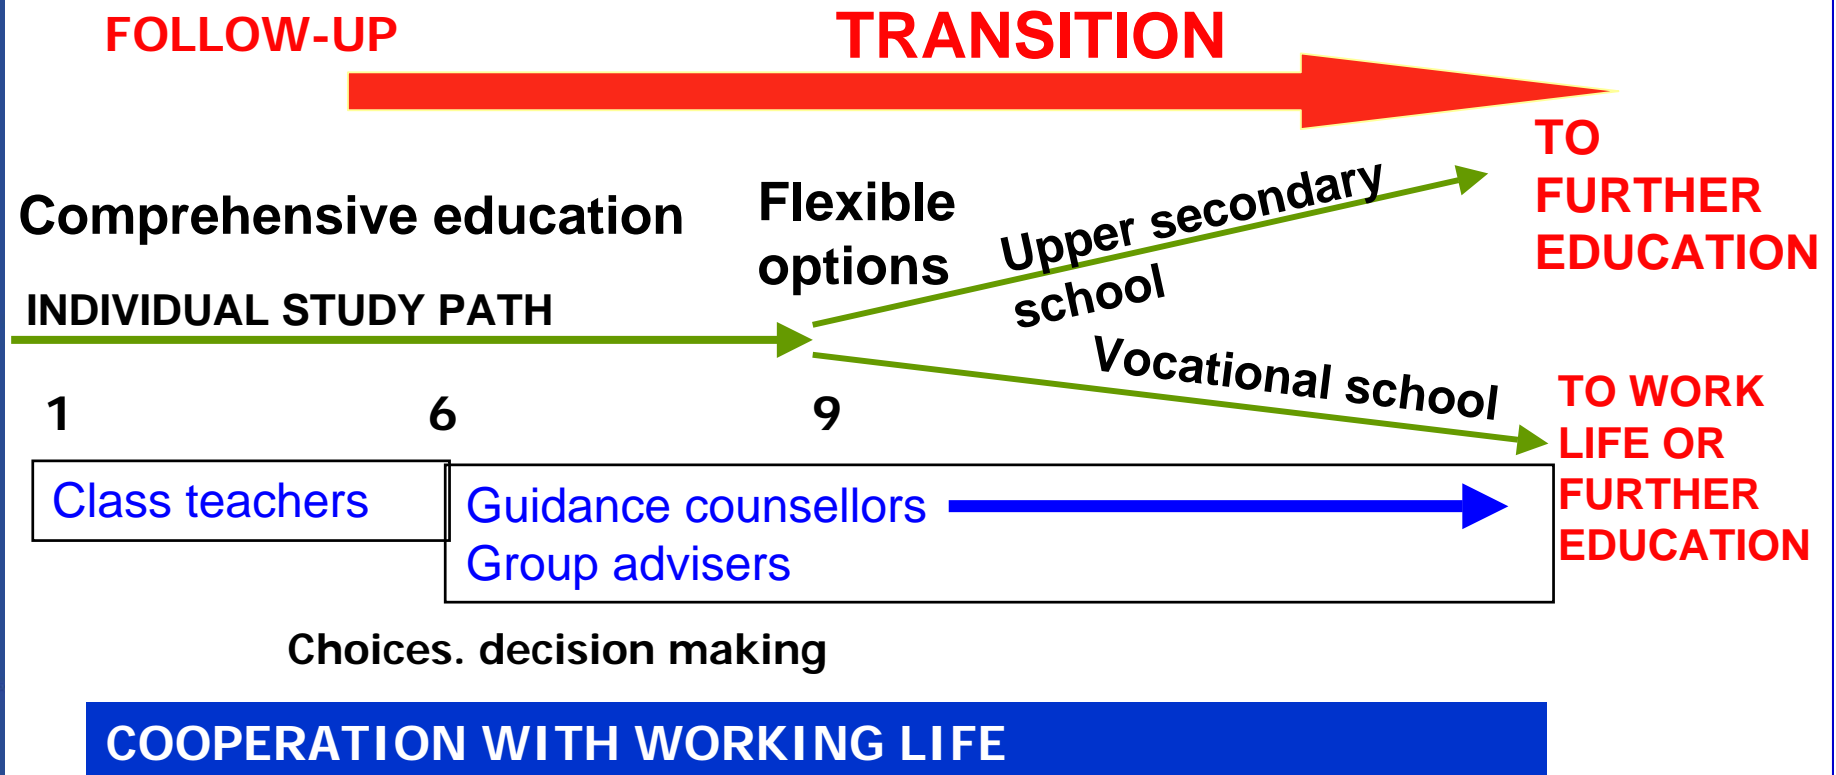 FOLLOW-UP
TRANSITION
TO
FURTHER
EDUCATION
Comprehensive education
Flexible
options
Upper secondary
school
INDIVIDUAL STUDY PATH
Vocational school
1 6 9
TO WORK
LIFE OR
FURTHER
EDUCATION
Class teachers
Guidance counsellors
Group advisers
Choices. decision making
COOPERATION WITH WORKING LIFE